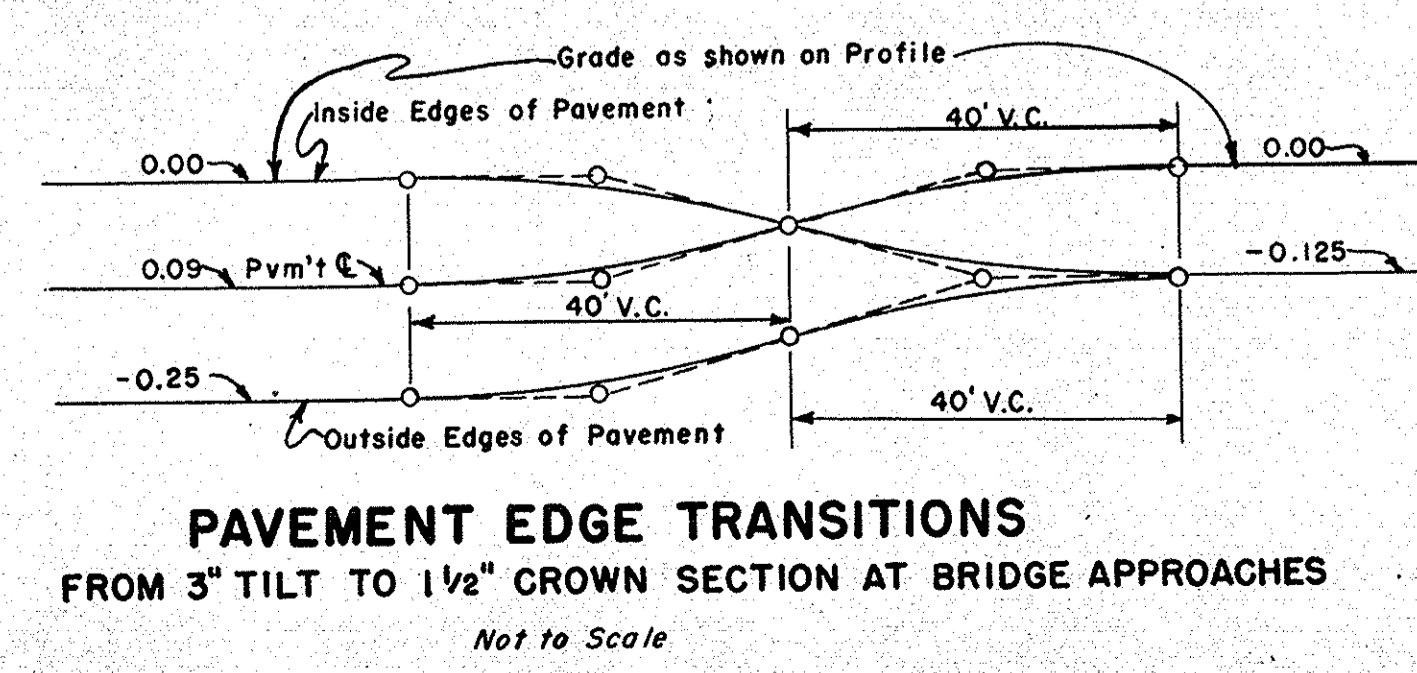 Grade as shown on Profile
Inside Edges of Pavement
40' V.C.
0.00
0.00
-0.125
0.09 Pvm't ℄
40' V.C.
-0.25
40' V.C.
Outside Edges of Pavement
PAVEMENT EDGE TRANSITIONS
FROM 3" TILT TO 1 1/2" CROWN SECTION AT BRIDGE APPROACHES
Not to Scale